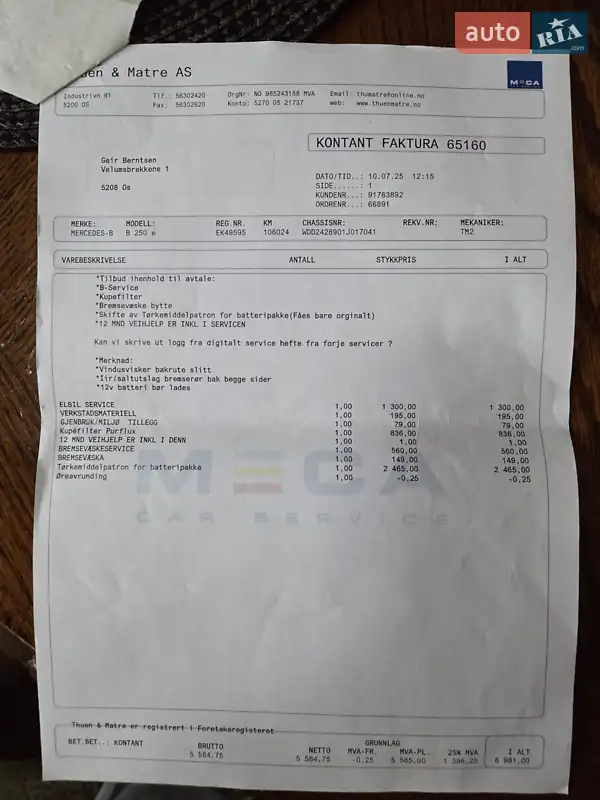 auto RIA .com
& Matre AS
MECA
Industrivn 61 Tlf.: 56302420 OrgNr: NO 985243158 MVA Email: thumatre@online.no
5200 OS Fax: 56302920 Konto: 5270 05 21737 web: www.thuenmatre.no
KONTANT FAKTURA 65160
Geir Berntsen
Velumsbrekkene 1
5208 Os
DATO/TID..: 10.07.25 12:15
SIDE......: 1
KUNDENR...: 91763892
ORDRENR...: 66891
MERKE: MODELL: REG.NR. KM CHASSISNR: REKV.NR: MEKANIKER:
MERCEDES-B B 250 e EK49595 106024 WDD2428901J017041 TM2
VAREBESKRIVELSE ANTALL STYKKPRIS I ALT
*Tilbud ihenhold til avtale:
*B-Service
*Kupefilter
*Bremsevæske bytte
*Skifte av Tørkemiddelpatron for batteripakke(Fåes bare orginalt)
*12 MND VEIHJELP ER INKL I SERVICEN
Kan vi skrive ut logg fra digitalt service hefte fra forje servicer ?
*Merknad:
*Vindusvisker bakrute slitt
*Iir/saltutslag bremserør bak begge sider
*12v batteri bør lades
ELBIL SERVICE 1,00 1 300,00 1 300,00
VERKSTADSMATERIELL 1,00 195,00 195,00
GJENBRUK/MILJØ TILLEGG 1,00 79,00 79,00
Kupéfilter Purflux 1,00 836,00 836,00
12 MND VEIHJELP ER INKL I DENN 1,00 1,00 1,00
BREMSEVÆSKESERVICE 1,00 560,00 560,00
BREMSEVÆSKA 1,00 149,00 149,00
Tørkemiddelpatron for batteripakke 1,00 2 465,00 2 465,00
Øreavrunding 1,00 -0,25 -0,25
MECA
CAR SERVICE
Thuen & Matre er registrert i Foretaksregisteret
GRUNNLAG
BET.BET..: KONTANT BRUTTO NETTO MVA-FR. MVA-PL. 25% MVA I ALT
5 584,75 5 584,75 -0,25 5 585,00 1 396,25 6 981,00